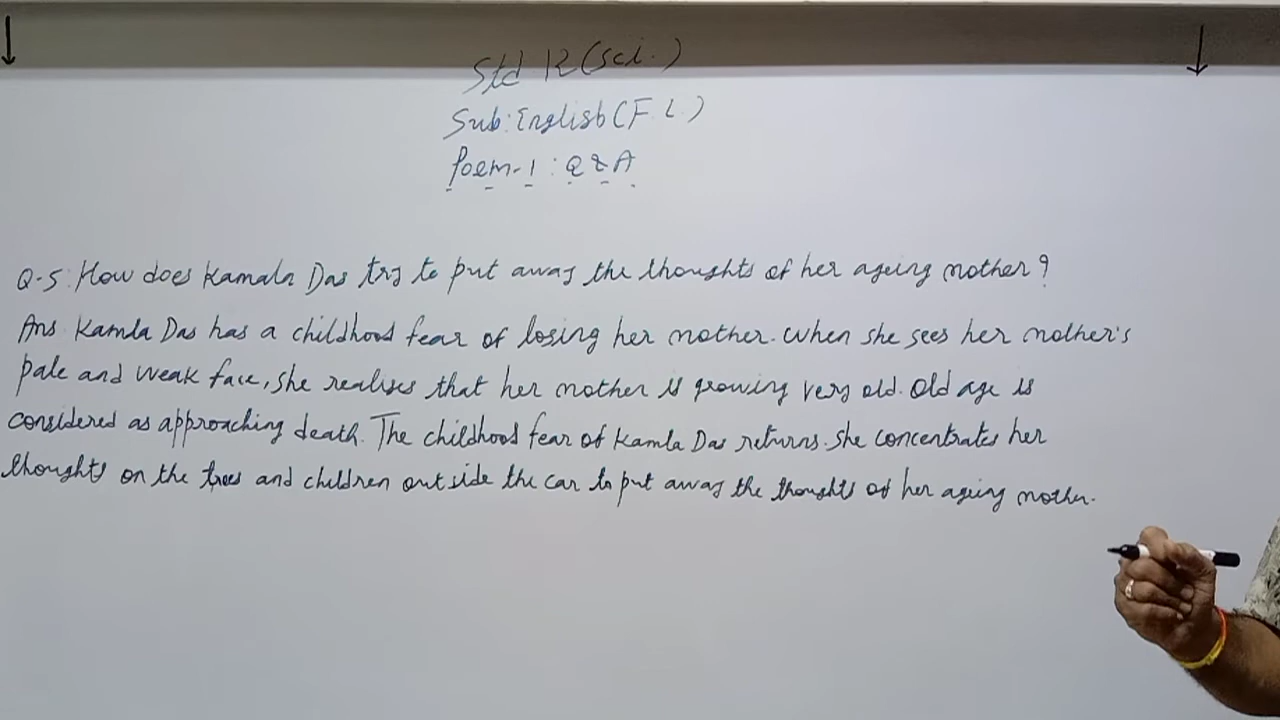 Std 12 (Sci.)
Sub: English (F.L.)
Poem-1 : Q & A
Q-5: How does Kamala Das try to put away the thoughts of her ageing mother?
Ans Kamla Das has a childhood fear of losing her mother. When she sees her mother's
pale and weak face, she realises that her mother is growing very old. Old age is
considered as approaching death. The childhood fear of Kamla Das returns. She concentrates her
thoughts on the trees and children outside the car to put away the thoughts of her ageing mother.